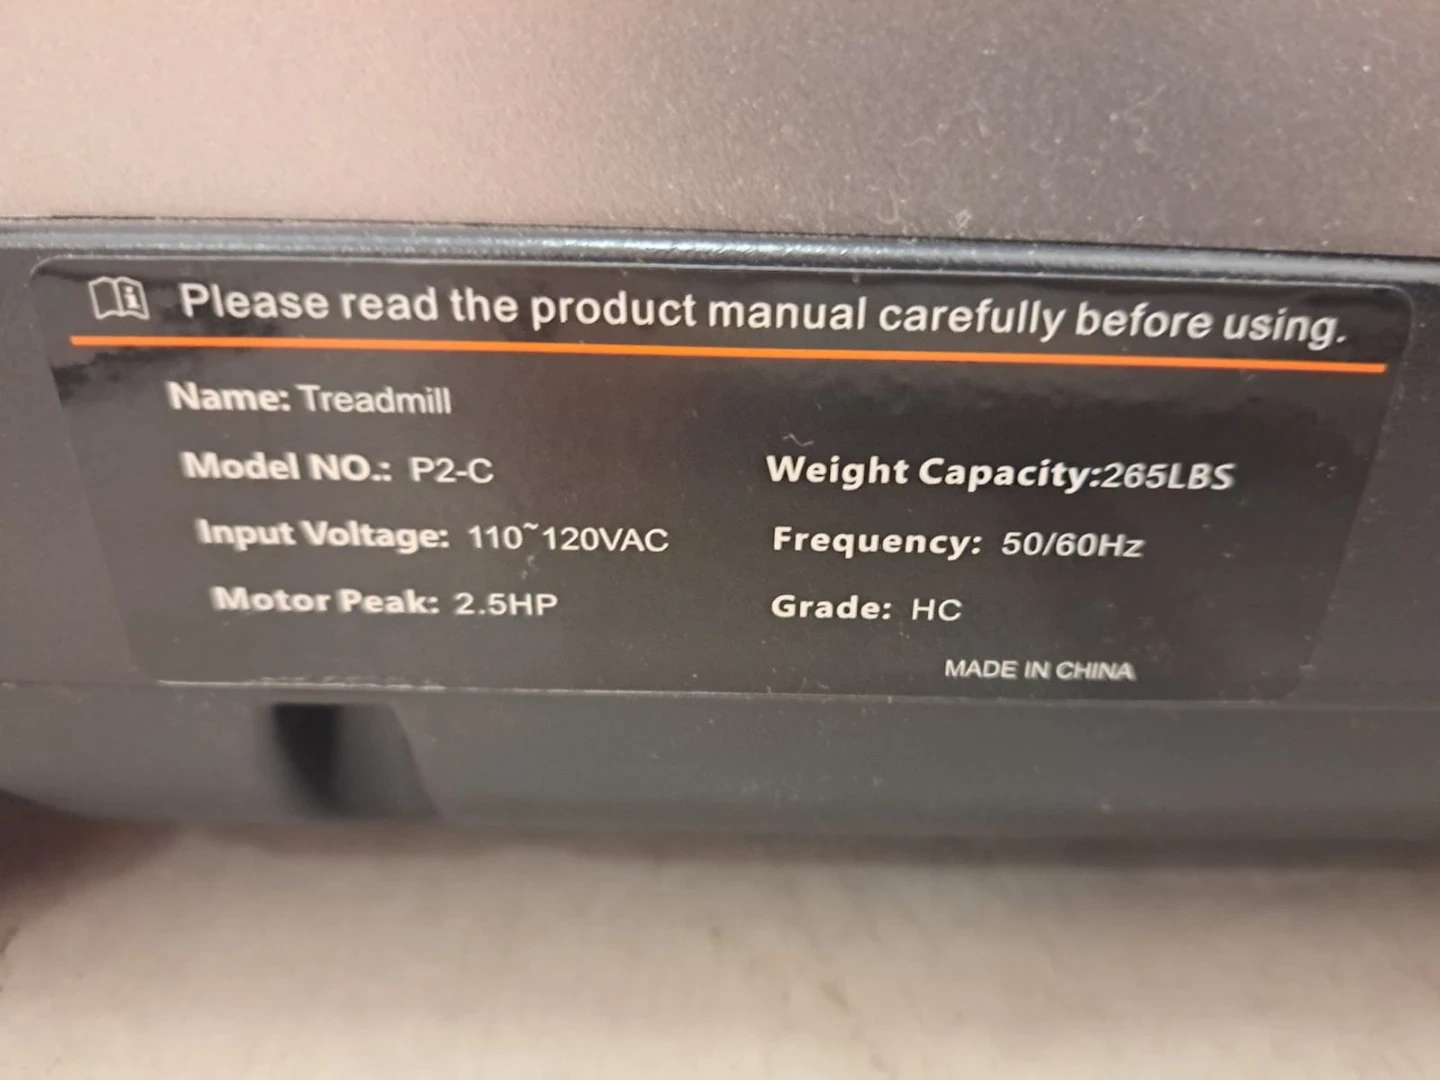 Please read the product manual carefully before using.
Name: Treadmill
Model NO.: P2-C
Weight Capacity:265LBS
Input Voltage: 110~120VAC
Frequency: 50/60Hz
Motor Peak: 2.5HP
Grade: HC
MADE IN CHINA